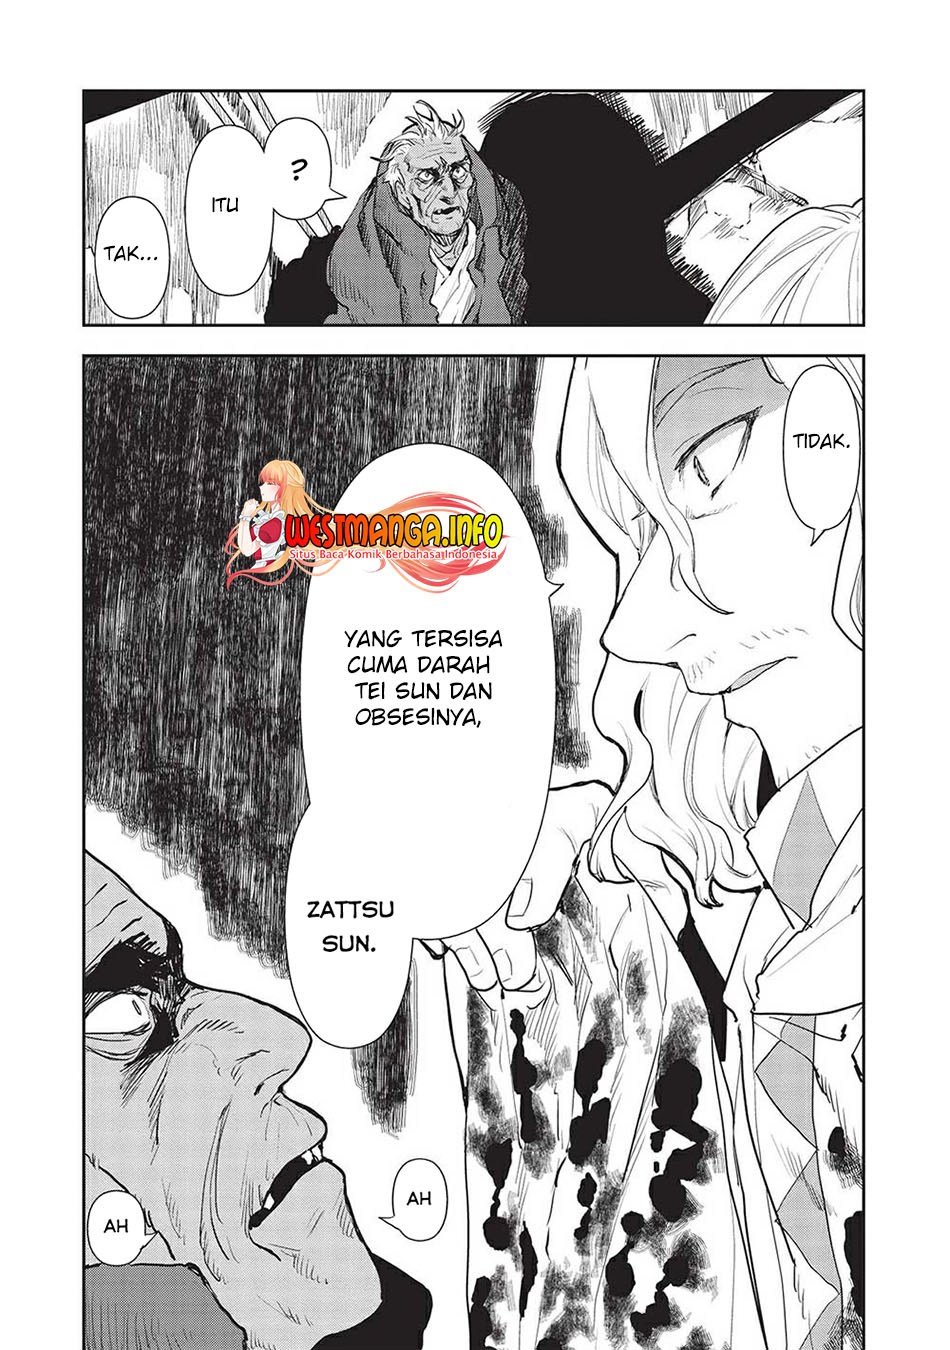 ?
ITU
TAK...
TIDAK.
WESTMANGA.INFO
Situs Baca Komik Berbahasa Indonesia
YANG TERSISA
CUMA DARAH
TEI SUN DAN
OBSESINYA,
ZATTSU
SUN.
AH
AH